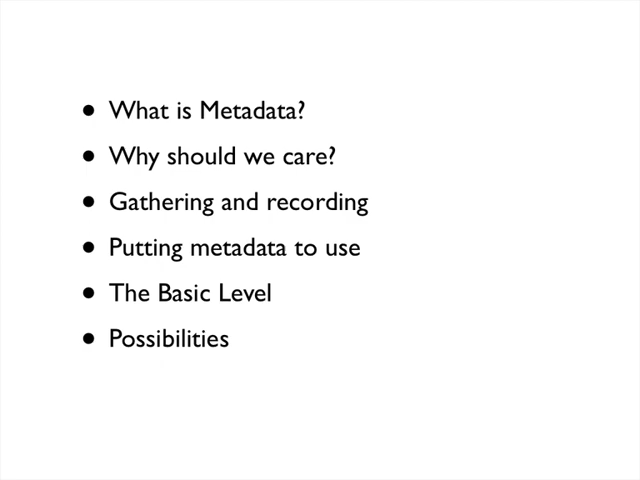 • What is Metadata?
• Why should we care?
• Gathering and recording
• Putting metadata to use
• The Basic Level
• Possibilities